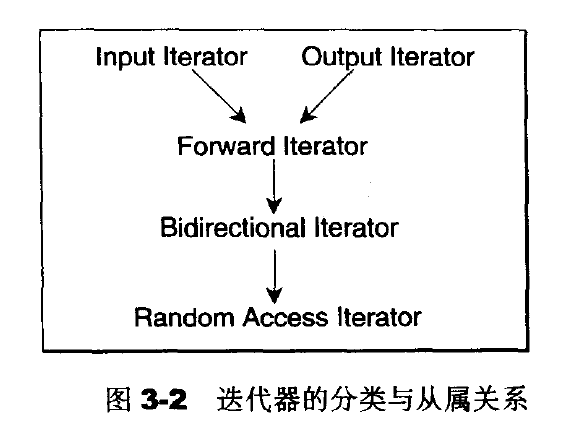 Input Iterator Output Iterator
Forward Iterator
Bidirectional Iterator
Random Access Iterator
图 3-2 迭代器的分类与从属关系